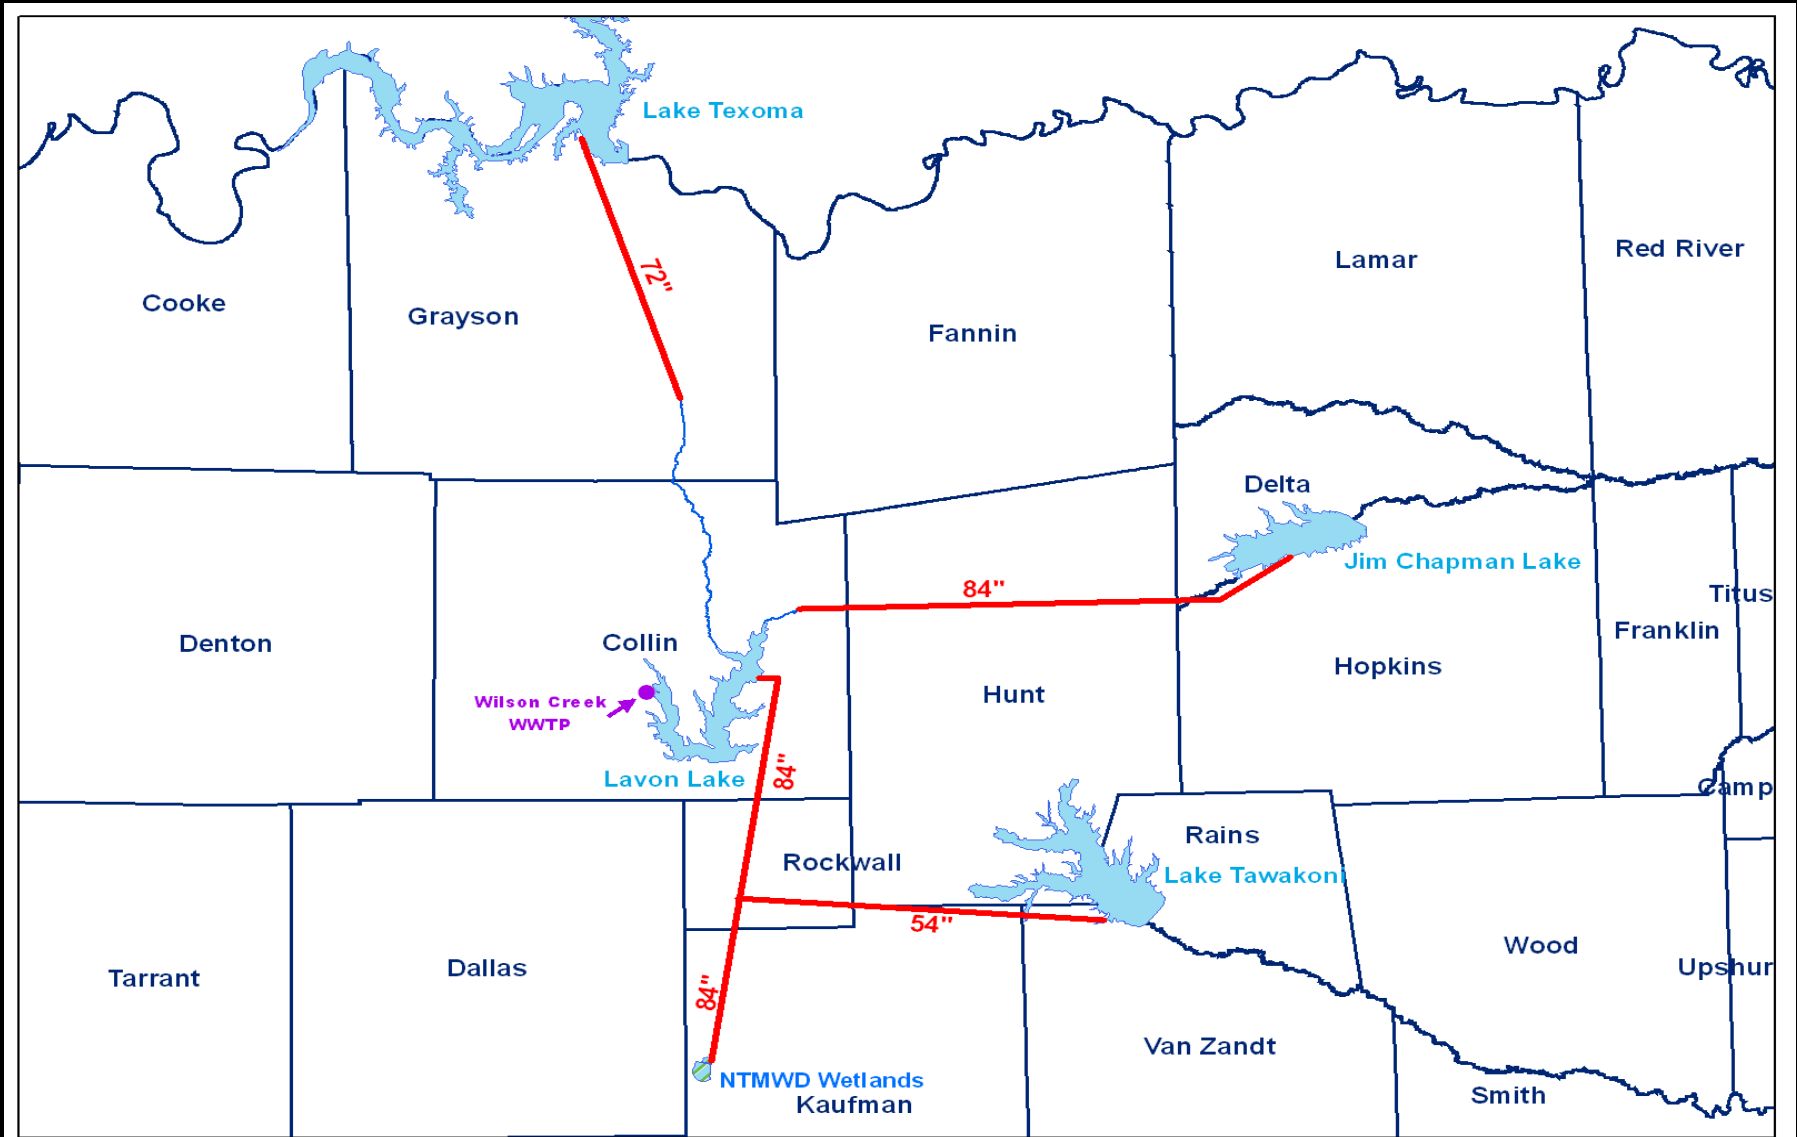 Lake Texoma
72"
Cooke
Grayson
Fannin
Lamar
Red River
Delta
Jim Chapman Lake
84"
Titus
Franklin
Denton
Collin
Hopkins
Hunt
Wilson Creek
WWTP
Lavon Lake
84"
Camp
Rains
Rockwall
Lake Tawakoni
54"
Wood
Upshur
Tarrant
Dallas
84"
Van Zandt
NTMWD Wetlands
Kaufman
Smith